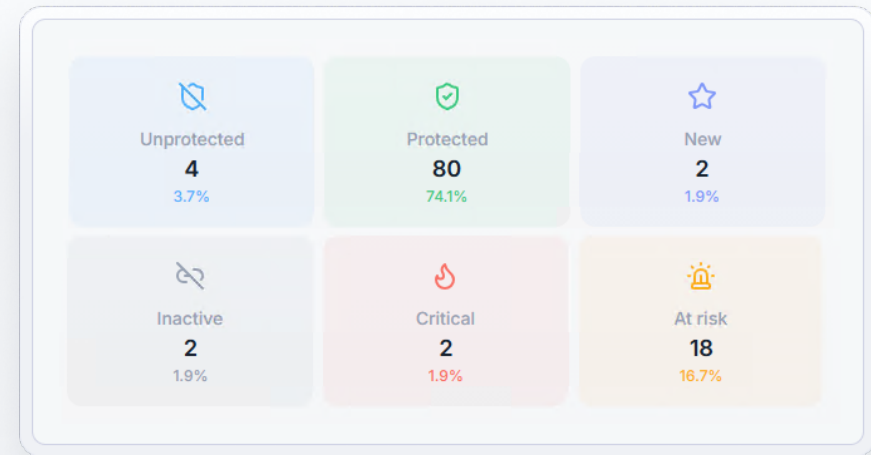 Unprotected
4
3.7%
Protected
80
74.1%
New
2
1.9%
Inactive
2
1.9%
Critical
2
1.9%
At risk
18
16.7%